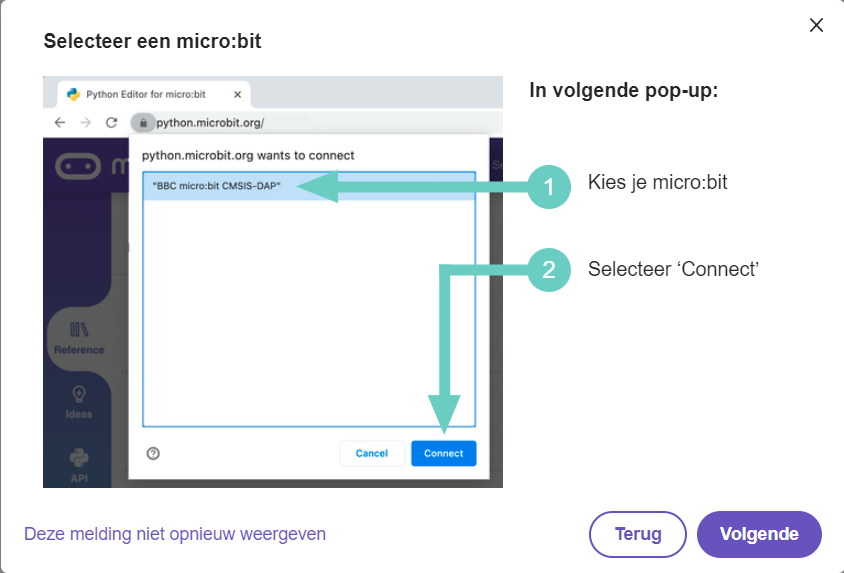 Selecteer een micro:bit
Python Editor for micro:bit
python.microbit.org/
m
Se
python.microbit.org wants to connect
"BBC micro:bit CMSIS-DAP"
Reference
Ideas
API
Cancel
Connect
In volgende pop-up:
1 Kies je micro:bit
2 Selecteer ‘Connect’
Deze melding niet opnieuw weergeven
Terug
Volgende